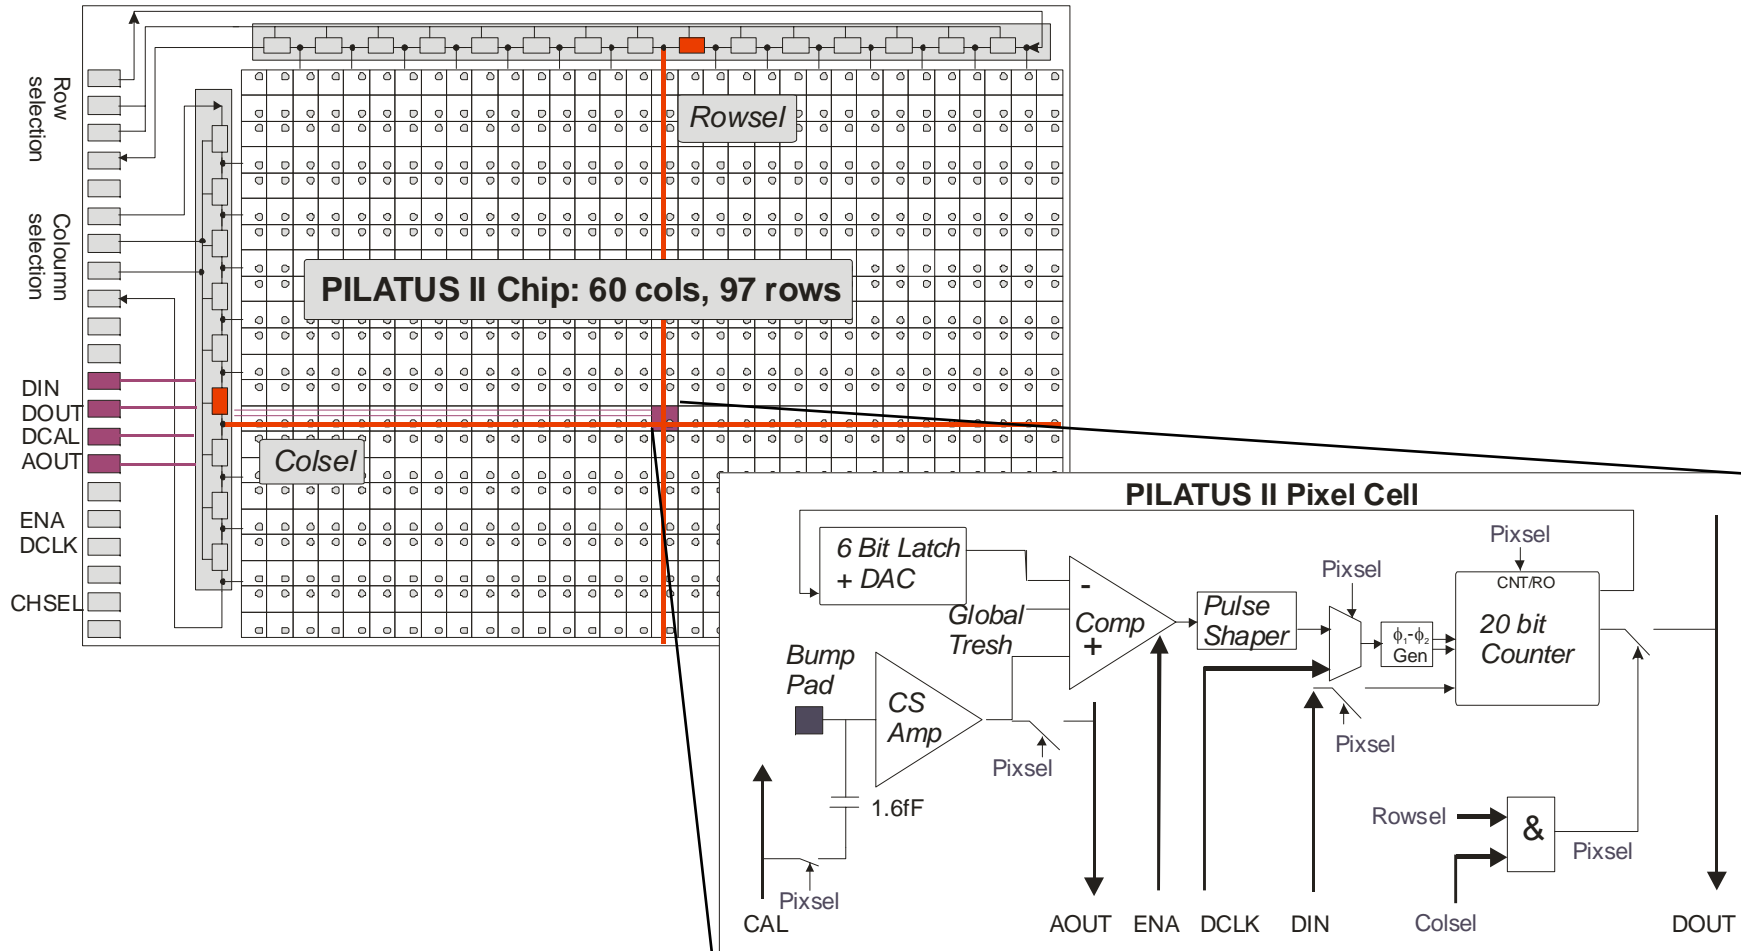 Row
selection
Coloumn
selection
DIN
DOUT
DCAL
AOUT
ENA
DCLK
CHSEL
Rowsel
PILATUS II Chip: 60 cols, 97 rows
Colsel
PILATUS II Pixel Cell
6 Bit Latch
+ DAC
Global
Tresh
-
Comp
+
Pulse
Shaper
Pixsel
ϕ1-ϕ2
Gen
Pixsel
CNT/RO
20 bit
Counter
Bump
Pad
CS
Amp
Pixsel
Pixsel
1.6fF
Rowsel
&
Pixsel
Pixsel
CAL
AOUT
ENA
DCLK
DIN
Colsel
DOUT